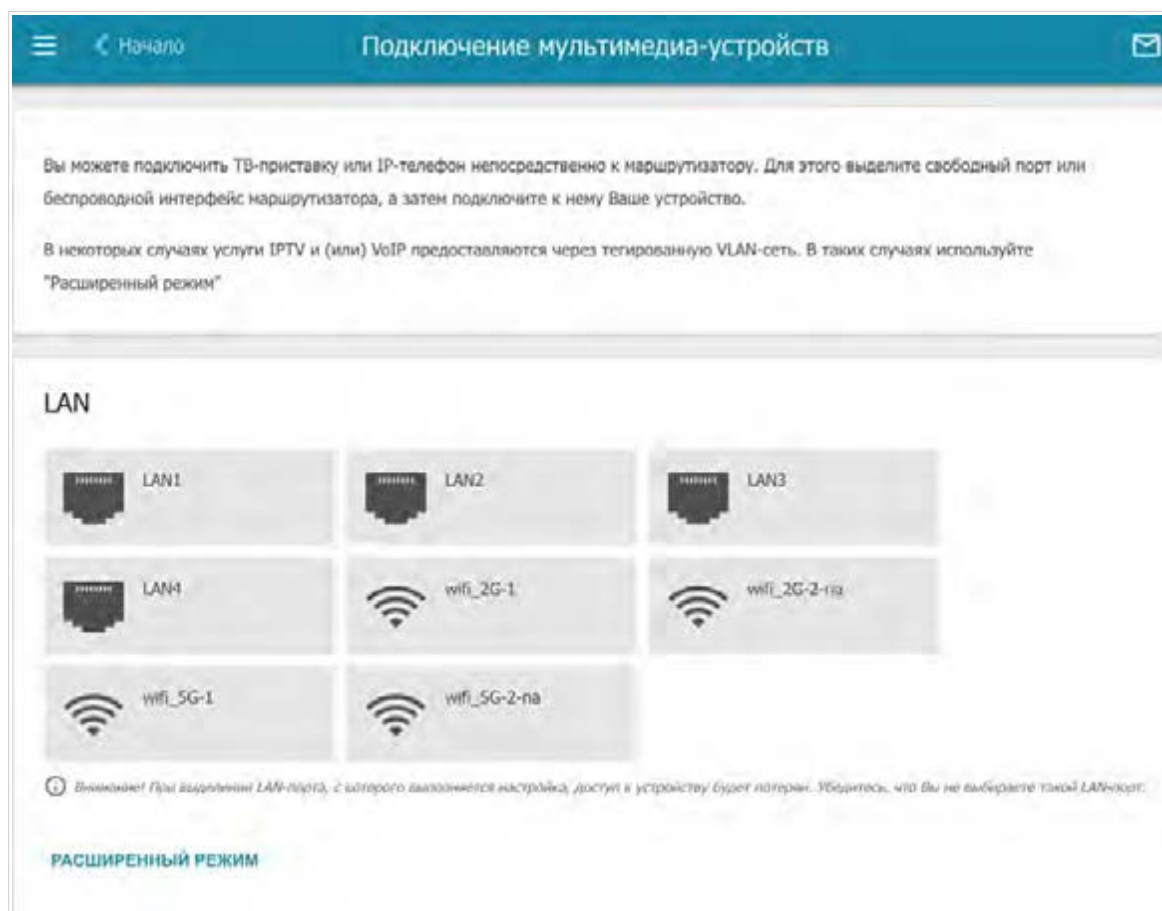 Начало
Подключение мультимедиа-устройств
Вы можете подключить ТВ-приставку или IP-телефон непосредственно к маршрутизатору. Для этого выделите свободный порт или
беспроводной интерфейс маршрутизатора, а затем подключите к нему Ваше устройство.
В некоторых случаях услуги IPTV и (или) VoIP предоставляются через тегированную VLAN-сеть. В таких случаях используйте
"Расширенный режим"
LAN
LAN1
LAN2
LAN3
LAN4
wifi_2G-1
wifi_2G-2-na
wifi_5G-1
wifi_5G-2-na
Внимание! При выделении LAN-порта, с которого выполняется настройка, доступ к устройству будет потерян. Убедитесь, что Вы не выбираете такой LAN-порт.
РАСШИРЕННЫЙ РЕЖИМ